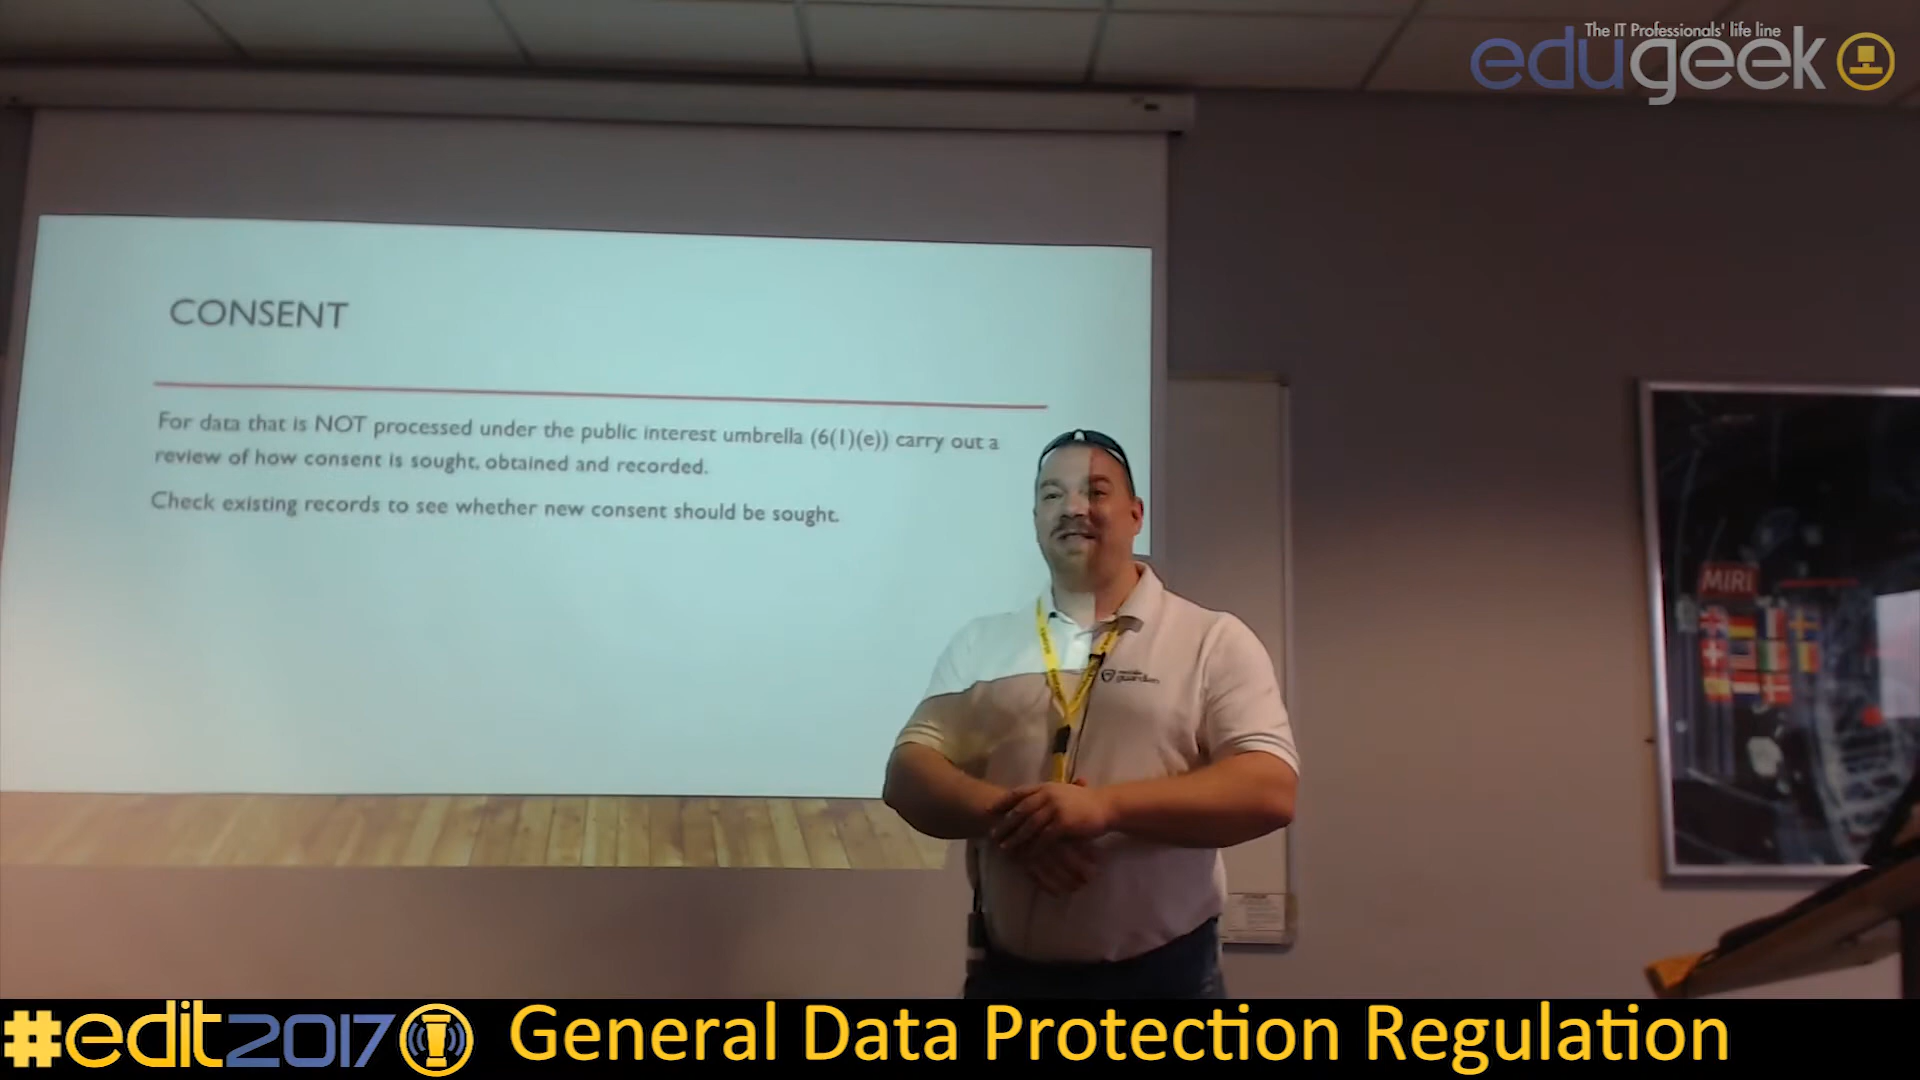 The IT Professionals' life line
edugeek
CONSENT
For data that is NOT processed under the public interest umbrella (6(1)(e)) carry out a
review of how consent is sought, obtained and recorded.
Check existing records to see whether new consent should be sought.
guardian
MIRI
#edit2017 General Data Protection Regulation